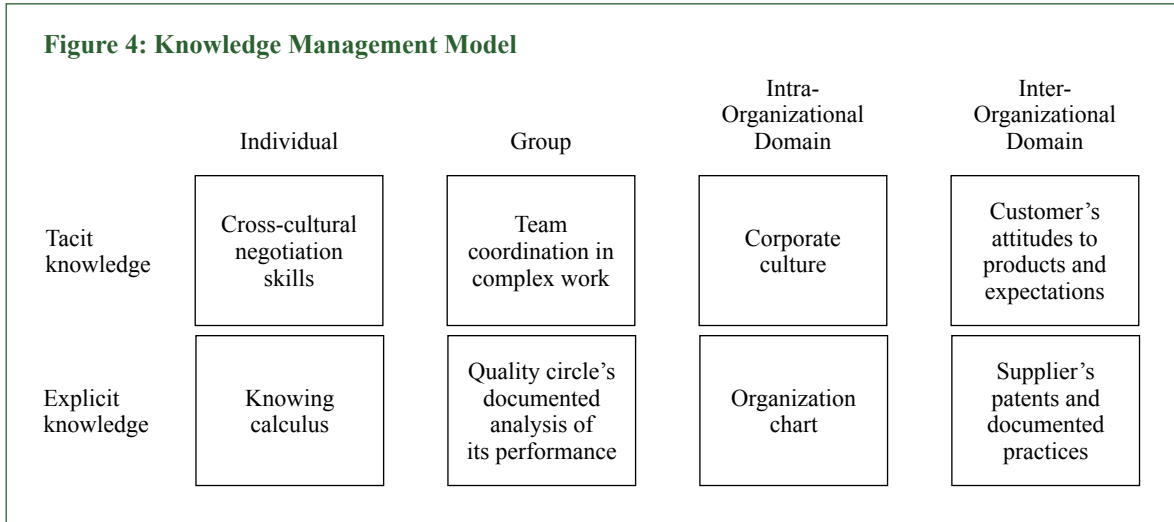 Figure 4: Knowledge Management Model
Individual
Group
Intra-
Organizational
Domain
Inter-
Organizational
Domain
Tacit
knowledge
Cross-cultural
negotiation
skills
Team
coordination in
complex work
Corporate
culture
Customer’s
attitudes to
products and
expectations
Explicit
knowledge
Knowing
calculus
Quality circle’s
documented
analysis of
its performance
Organization
chart
Supplier’s
patents and
documented
practices